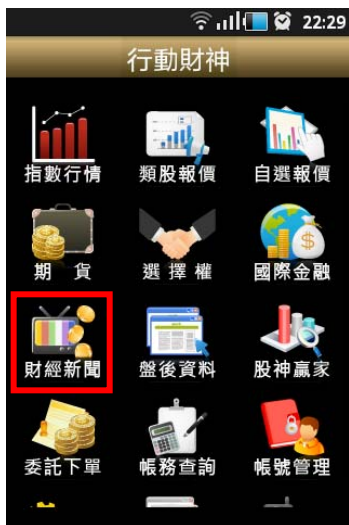 22:29
行動財神
指數行情 類股報價 自選報價
期 貨 選 擇 權 國際金融
財經新聞 盤後資料 股神贏家
委託下單 帳務查詢 帳號管理